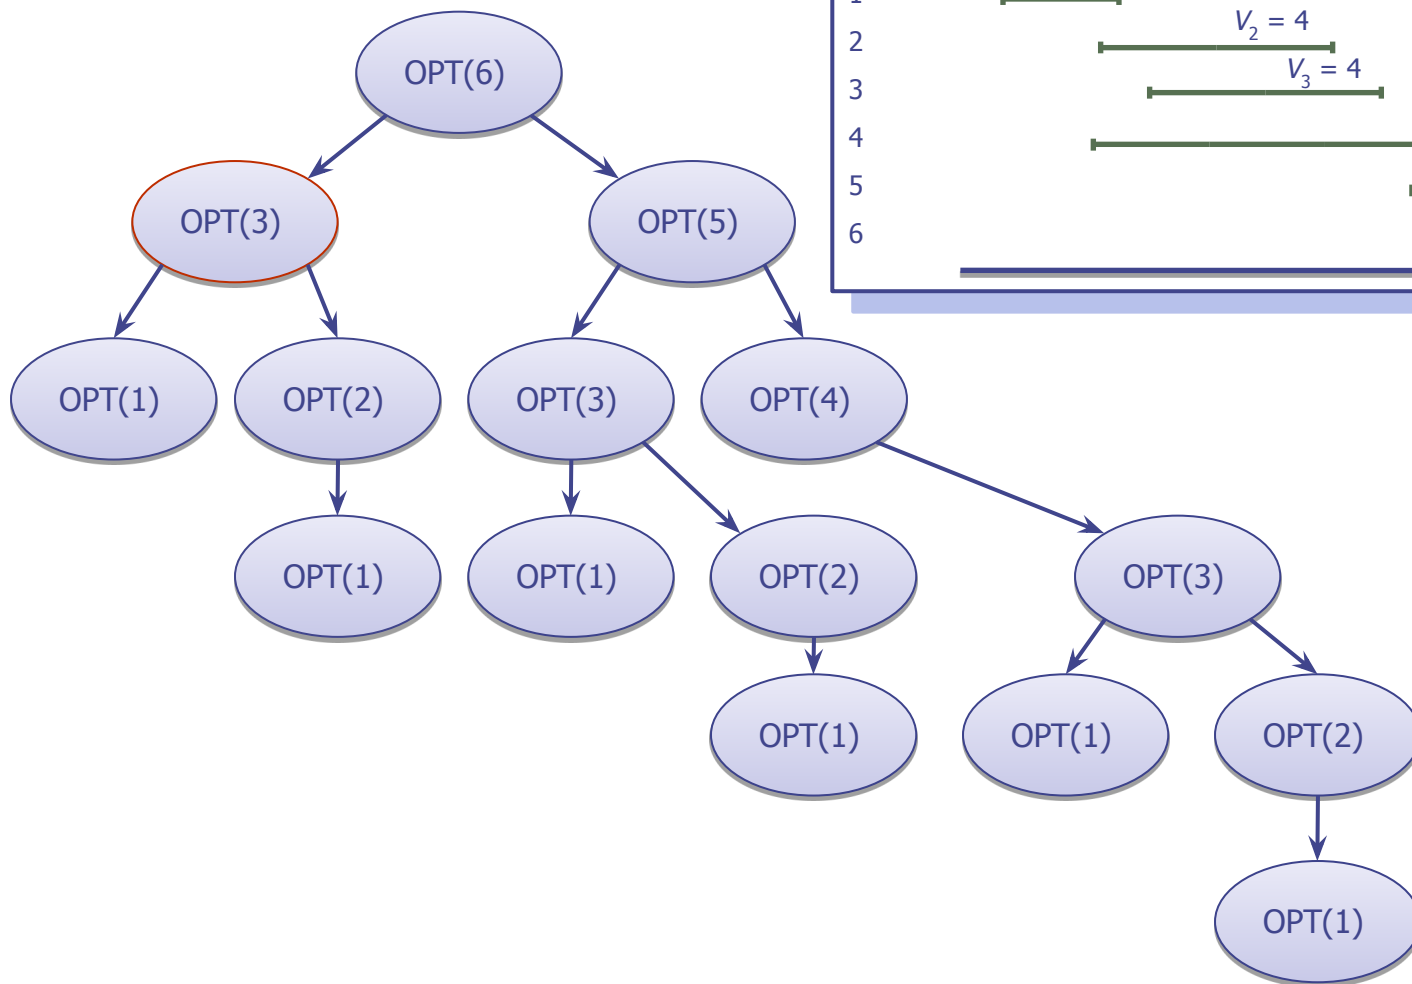 1
V2 = 4
2
V3 = 4
3
4
5
6
OPT(6)
OPT(3)
OPT(5)
OPT(1)
OPT(2)
OPT(3)
OPT(4)
OPT(1)
OPT(1)
OPT(2)
OPT(3)
OPT(1)
OPT(1)
OPT(2)
OPT(1)